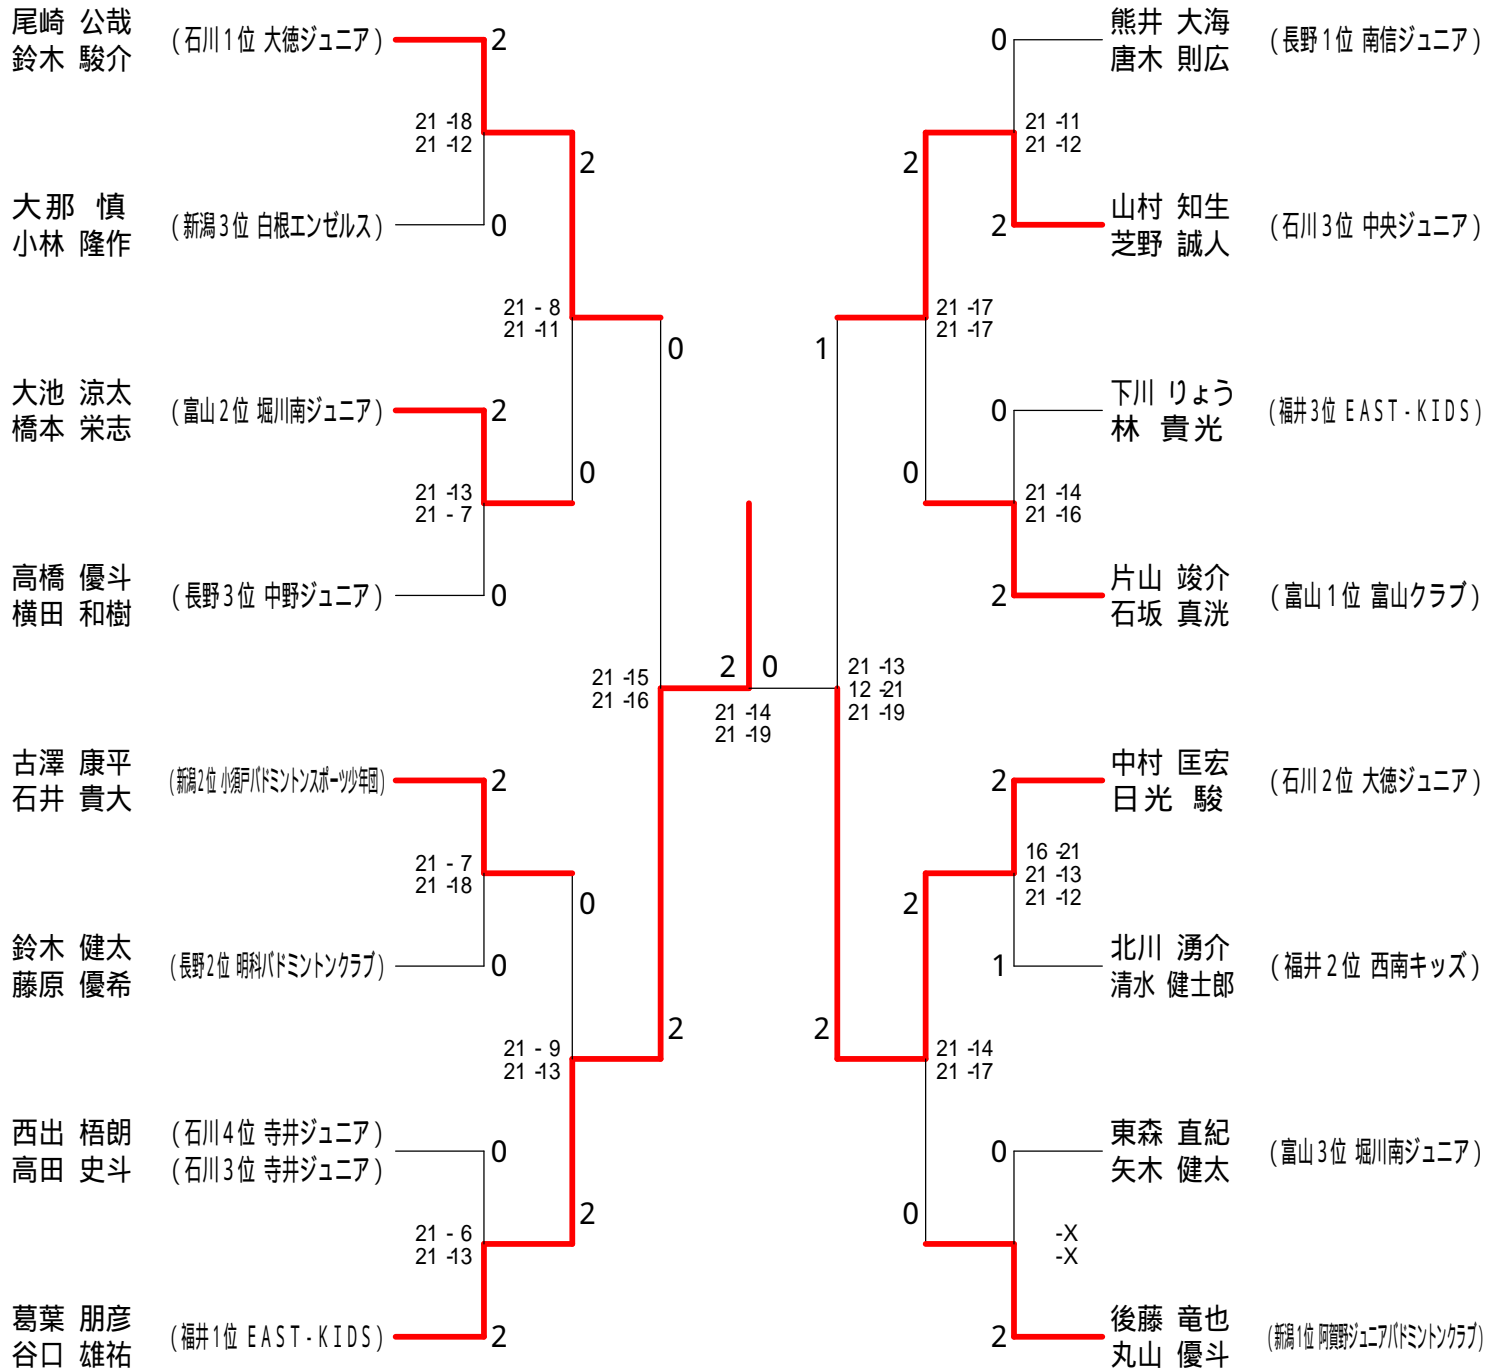 尾崎 公哉
鈴木 駿介
(石川1位 大徳ジュニア)
2
21 -18
21 -12
2
大那 慎
小林 隆作
(新潟3位 白根エンゼルス)
0
21 - 8
21 -11
0
大池 涼太
橋本 栄志
(富山2位 堀川南ジュニア)
2
0
21 -13
21 - 7
高橋 優斗
横田 和樹
(長野3位 中野ジュニア)
0
21 -15
21 -16
2
0
21 -14
21 -19
古澤 康平
石井 貴大
(新潟2位 小須戸バドミントンスポーツ少年団)
2
21 - 7
21 -18
0
鈴木 健太
藤原 優希
(長野2位 明科バドミントンクラブ)
0
2
21 - 9
21 -13
西出 梧朗
高田 史斗
(石川4位 寺井ジュニア)
(石川3位 寺井ジュニア)
0
2
21 - 6
21 -13
葛葉 朋彦
谷口 雄祐
(福井1位 EAST-KIDS)
2
0
熊井 大海
唐木 則広
(長野1位 南信ジュニア)
21 -11
21 -12
2
2
山村 知生
芝野 誠人
(石川3位 中央ジュニア)
21 -17
21 -17
1
0
下川 りょう
林 貴光
(福井3位 EAST-KIDS)
0
21 -14
21 -16
2
片山 竣介
石坂 真洸
(富山1位 富山クラブ)
21 -13
12 -21
21 -19
2
中村 匡宏
日光 駿
(石川2位 大徳ジュニア)
16 -21
21 -13
21 -12
2
1
北川 湧介
清水 健士郎
(福井2位 西南キッズ)
2
21 -14
21 -17
0
東森 直紀
矢木 健太
(富山3位 堀川南ジュニア)
0
-X
-X
2
後藤 竜也
丸山 優斗
(新潟1位 阿賀野ジュニアバドミントンクラブ)